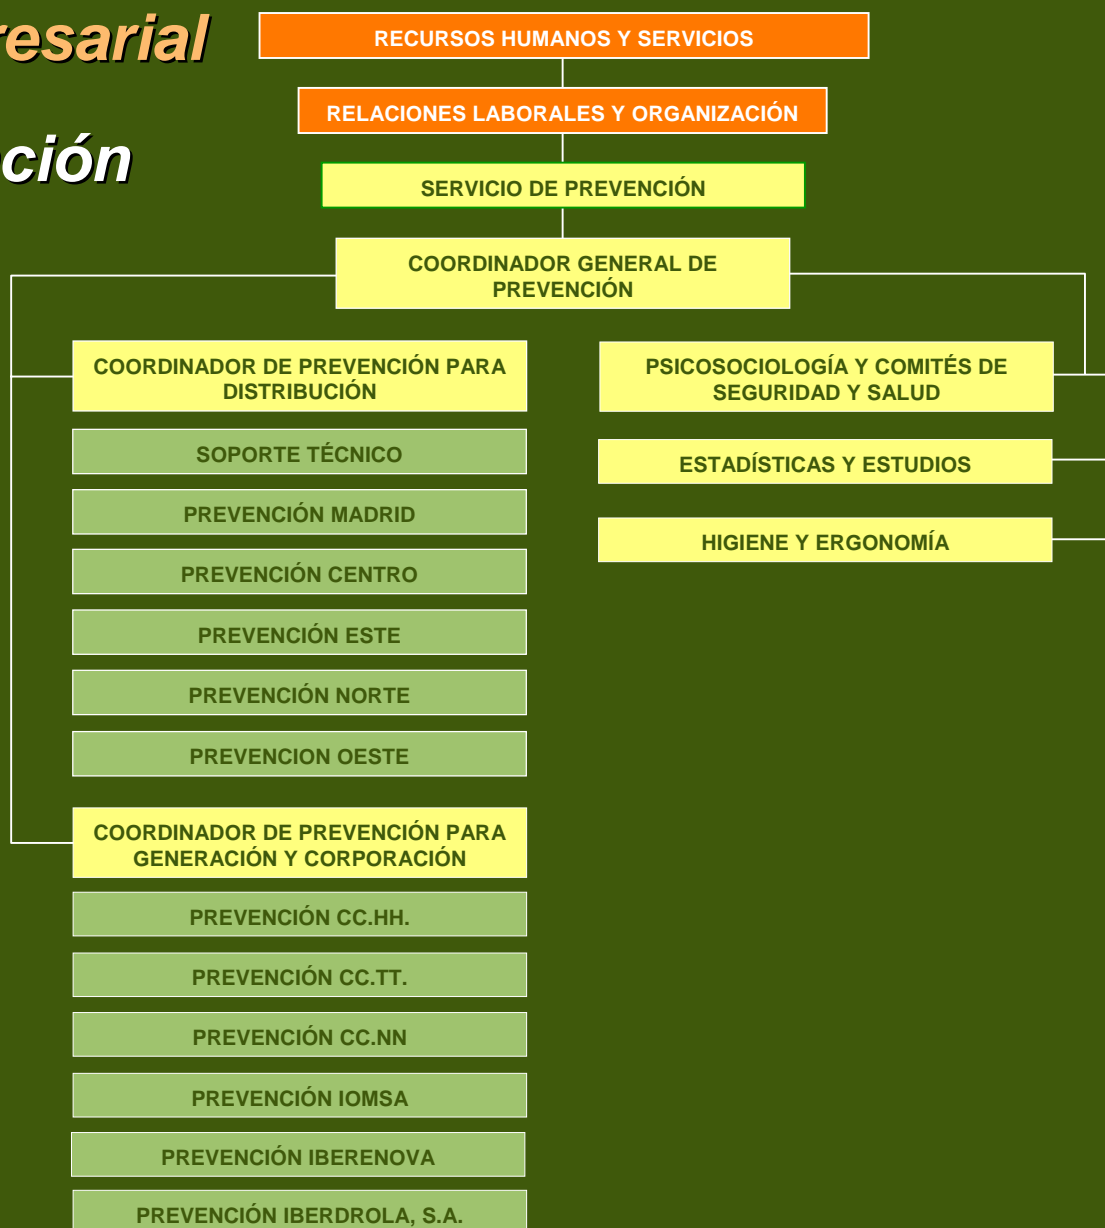 resarial
ción
RECURSOS HUMANOS Y SERVICIOS
RELACIONES LABORALES Y ORGANIZACIÓN
SERVICIO DE PREVENCIÓN
COORDINADOR GENERAL DE
PREVENCIÓN
COORDINADOR DE PREVENCIÓN PARA
DISTRIBUCIÓN
SOPORTE TÉCNICO
PREVENCIÓN MADRID
PREVENCIÓN CENTRO
PREVENCIÓN ESTE
PREVENCIÓN NORTE
PREVENCION OESTE
COORDINADOR DE PREVENCIÓN PARA
GENERACIÓN Y CORPORACIÓN
PREVENCIÓN CC.HH.
PREVENCIÓN CC.TT.
PREVENCIÓN CC.NN
PREVENCIÓN IOMSA
PREVENCIÓN IBERENOVA
PREVENCIÓN IBERDROLA, S.A.
PSICOSOCIOLOGÍA Y COMITÉS DE
SEGURIDAD Y SALUD
ESTADÍSTICAS Y ESTUDIOS
HIGIENE Y ERGONOMÍA